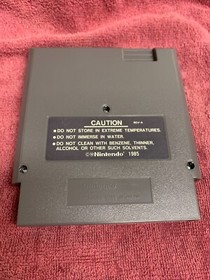 CAUTION REV-A
● DO NOT STORE IN EXTREME TEMPERATURES.
● DO NOT IMMERSE IN WATER.
● DO NOT CLEAN WITH BENZENE, THINNER,
ALCOHOL OR OTHER SUCH SOLVENTS.
©®Nintendo® 1985